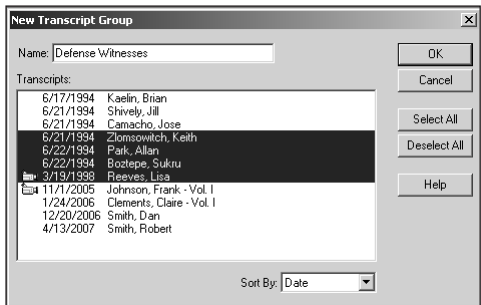 New Transcript Group
Name: Defense Witnesses
OK
Transcripts:
Cancel
6/17/1994 Kaelin, Brian
6/21/1994 Shively, Jill
6/21/1994 Camacho, Jose
Select All
6/21/1994 Zlomsowitch, Keith
6/22/1994 Park, Allan
Deselect All
6/22/1994 Boztepe, Sukru
3/19/1998 Reeves, Lisa
Help
11/1/2005 Johnson, Frank - Vol. I
1/24/2006 Clements, Claire - Vol. I
12/20/2006 Smith, Dan
4/13/2007 Smith, Robert
Sort By: Date